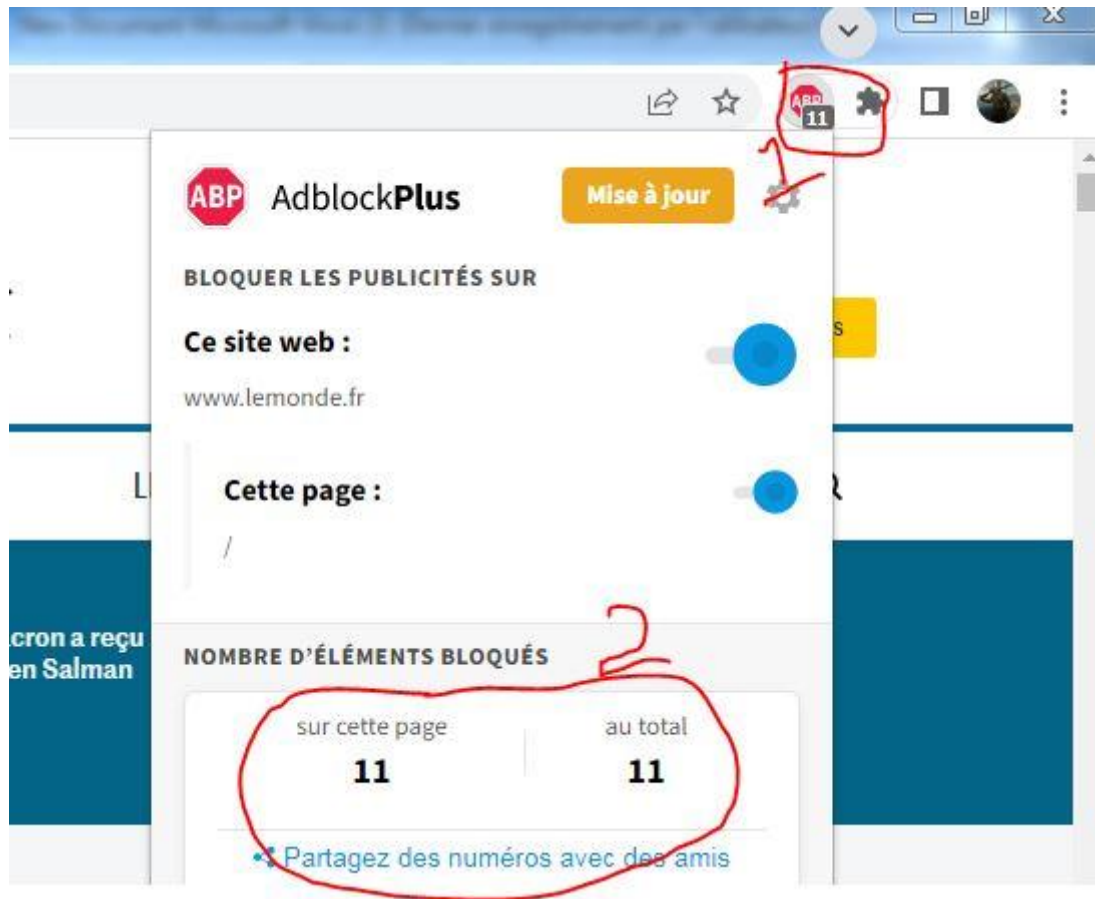 ABP
11
1
ABP AdblockPlus Mise à jour
BLOQUER LES PUBLICITÉS SUR
Ce site web :
s
www.lemonde.fr
Cette page :
/
cron a reçu
en Salman
2
NOMBRE D'ÉLÉMENTS BLOQUÉS
sur cette page au total
11 11
Partagez des numéros avec des amis